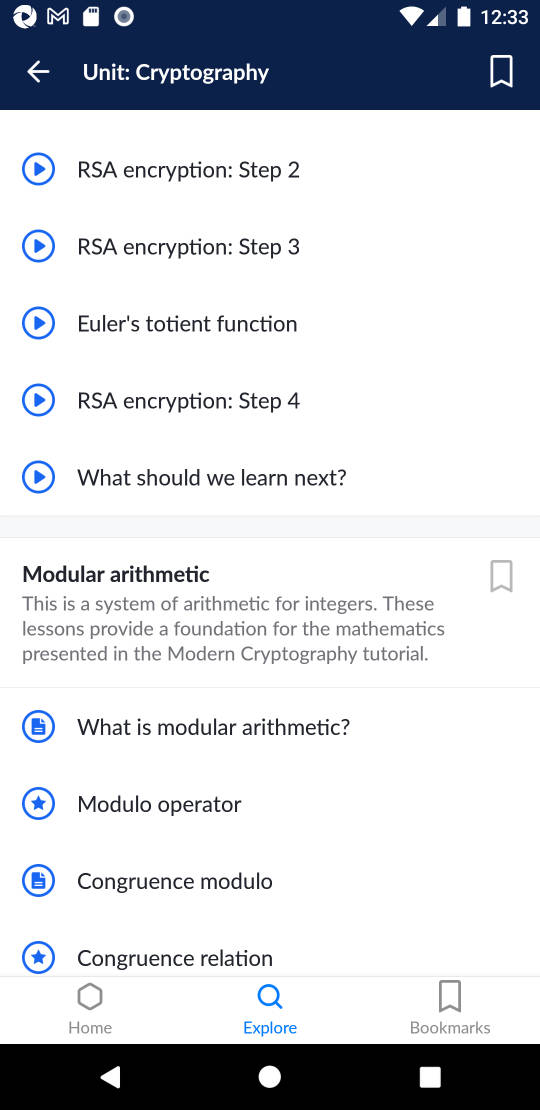 12:33
Unit: Cryptography
RSA encryption: Step 2
RSA encryption: Step 3
Euler's totient function
RSA encryption: Step 4
What should we learn next?
Modular arithmetic
This is a system of arithmetic for integers. These
lessons provide a foundation for the mathematics
presented in the Modern Cryptography tutorial.
What is modular arithmetic?
Modulo operator
Congruence modulo
Congruence relation
Home
Explore
Bookmarks